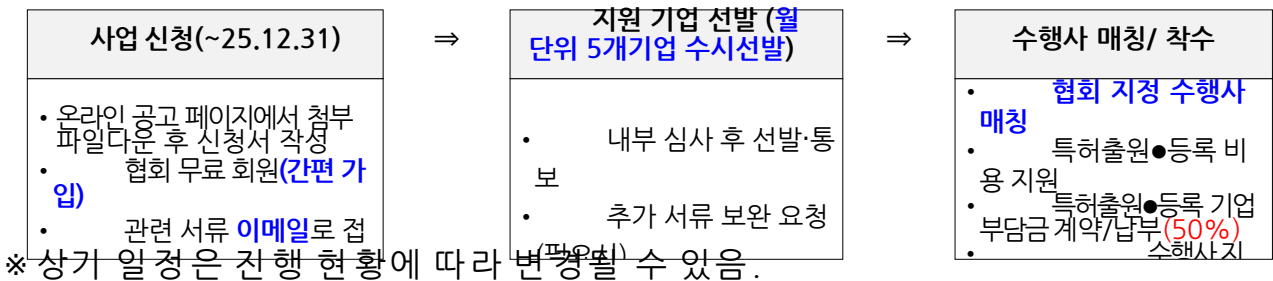 사업 신청(~25.12.31)
⇒
지원 기업 선발 (월
단위 5개기업 수시선발)
⇒
수행사 매칭/ 착수
• 온라인 공고 페이지에서 첨부
파일다운 후 신청서 작성
• 협회 무료 회원(간편 가
입)
• 관련 서류 이메일로 접
• 내부 심사 후 선발·통
보
• 추가 서류 보완 요청
(필요시)
• 협회 지정 수행사
매칭
• 특허출원●등록 비
용 지원
• 특허출원●등록 기업
부담금 계약/납부(50%)
• 수행사 지
※ 상기 일정은 진행 현황에 따라 변경될 수 있음.